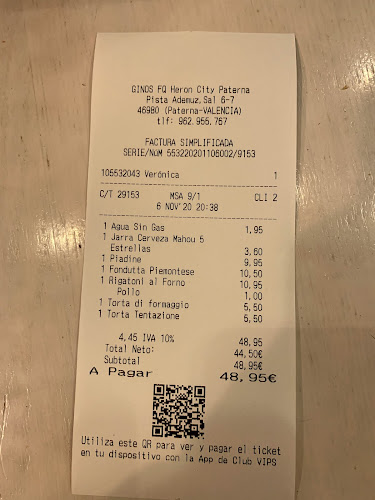 GINOS FQ Heron City Paterna
Pista Ademuz,Sal 6-7
46980 (Paterna-VALENCIA)
tlf: 962.955.767
FACTURA SIMPLIFICADA
SERIE/NÚM 553220201106002/9153
105532043 Verónica 1
C/T 29153 MSA 9/1 CLI 2
6 NOV'20 20:38
1 Agua Sin Gas 1,95
1 Jarra Cerveza Mahou 5
Estrellas 3,60
1 Piadine 9,95
1 Fondutta Piemontese 10,50
1 Rigatoni al Forno 10,95
Pollo 1,00
1 Torta di formaggio 5,50
1 Torta Tentazione 5,50
4,45 IVA 10% 48,95
Total Neto: 44,50€
Subtotal 48,95€
A Pagar 48,95€
Utiliza este QR para ver y pagar el ticket
en tu dispositivo con la App de Club VIPS